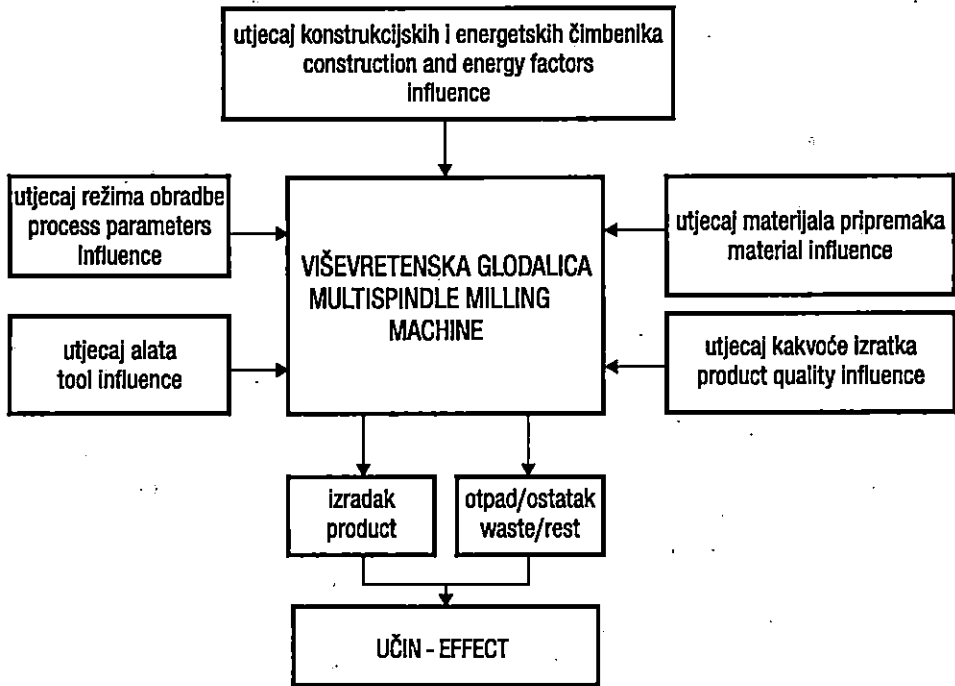 utjecaj konstrukcijskih i energetskih čimbenika
construction and energy factors
influence
utjecaj režima obradbe
process parameters
Influence
utjecaj alata
tool influence
VIŠEVRETENSKA GLODALICA
MULTISPINDLE MILLING
MACHINE
utjecaj materijala pripremaka
material influence
utjecaj kakvoće izratka
product quality influence
izradak
product
otpad/ostatak
waste/rest
UČIN - EFFECT